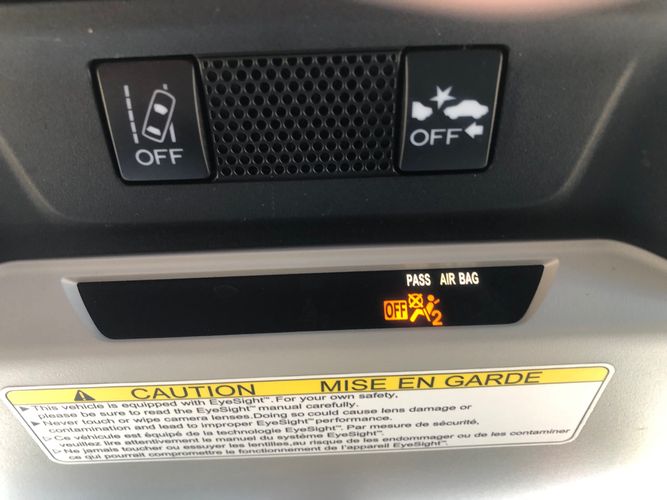 OFF
OFF
PASS AIR BAG
OFF 2
CAUTION MISE EN GARDE
▶This vehicle is equipped with EyeSight™. For your own safety,
please be sure to read the EyeSight™ manual carefully.
▶Never touch or wipe camera lenses.Doing so could cause lens damage or
contamination and lead to improper EyeSight™ performance.
▷Ce véhicule est équipé de la technologie EyeSight™. Par mesure de sécurité,
veuillez lire attentivement le manuel du système EyeSight™.
▷Ne jamais toucher ou essuyer les lentilles,au risque de les endommager ou de les contaminer
ce qui pourrait compromettre le fonctionnement de l'appareil EyeSight™.